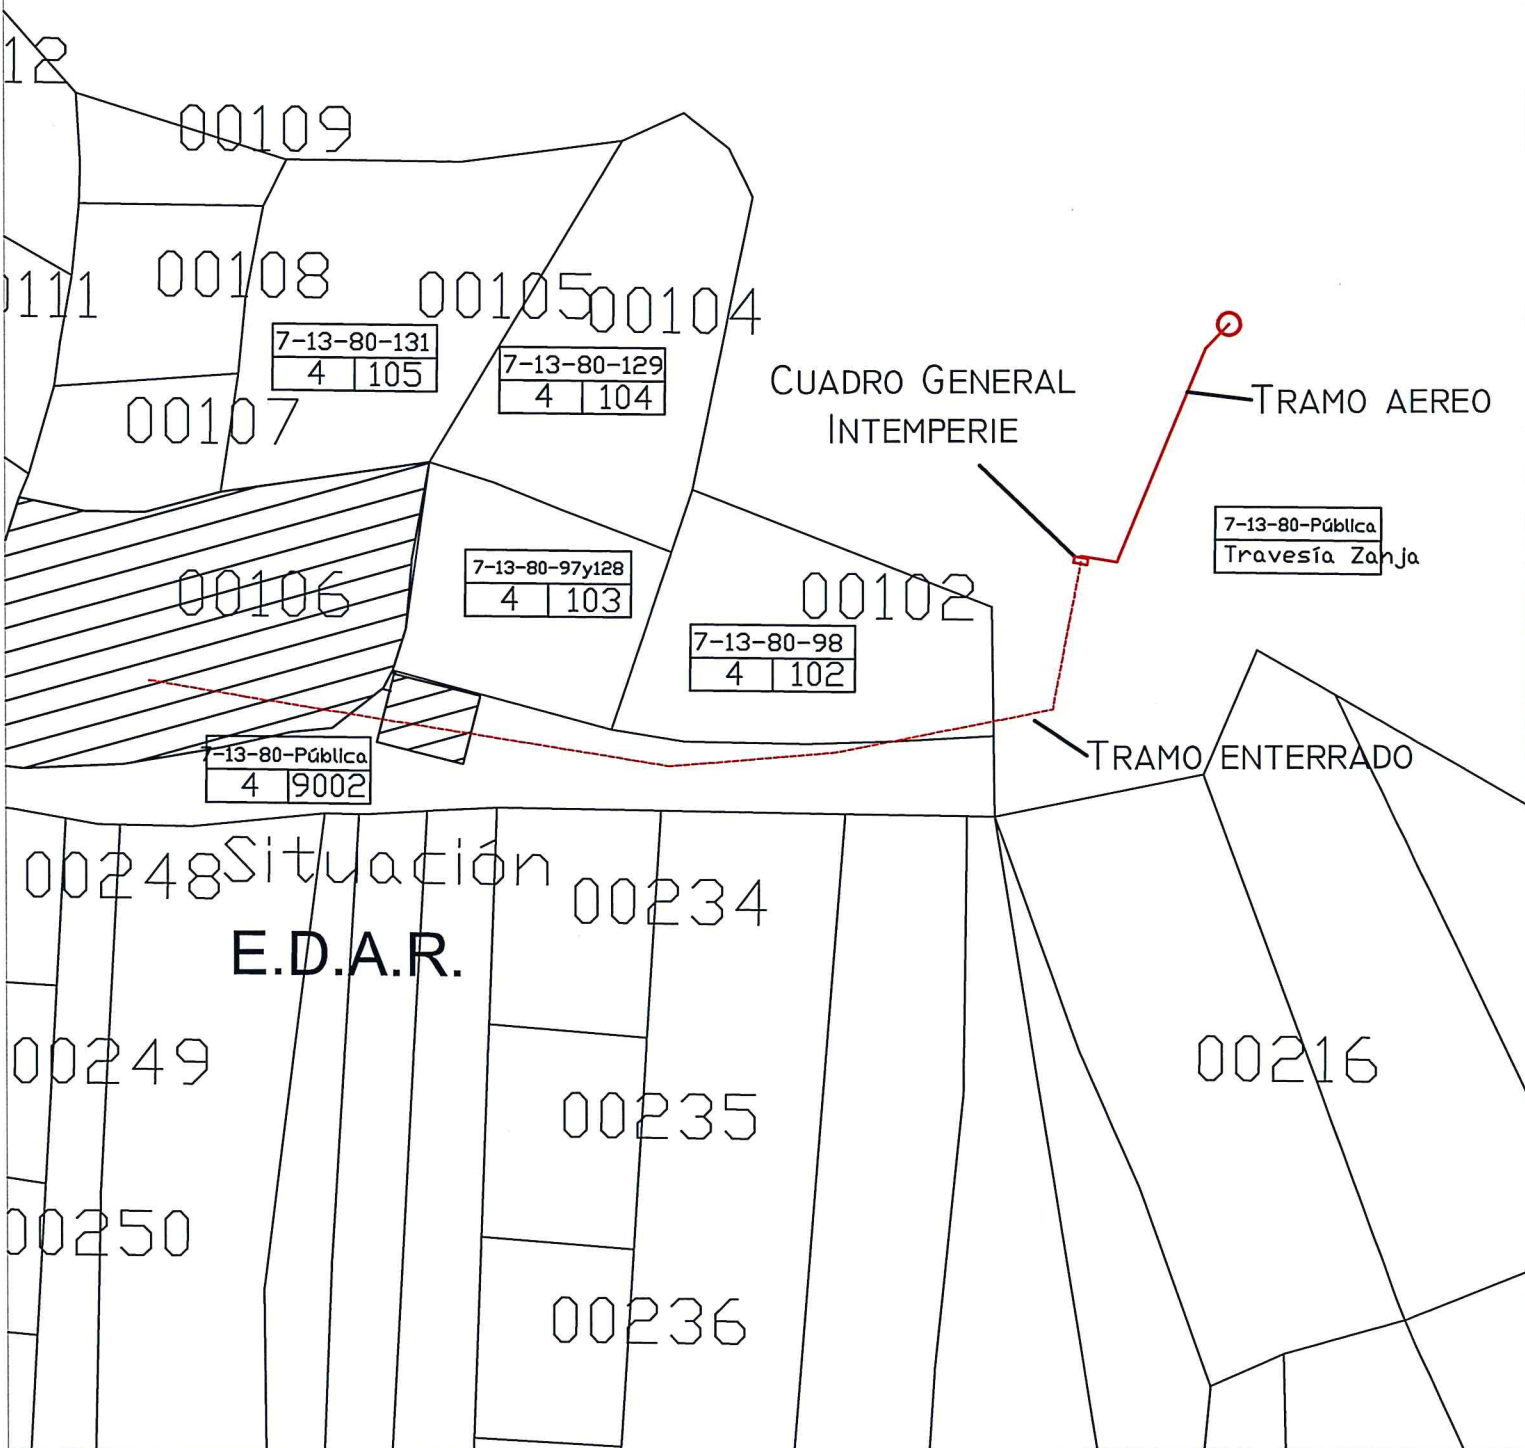 12
00109
00108
0111
00105
00104
7-13-80-131
4 105
7-13-80-129
4 104
CUADRO GENERAL
INTEMPERIE
TRAMO AEREO
00107
7-13-80-Pública
Travesía Zanja
00106
7-13-80-97y128
4 103
00102
7-13-80-98
4 102
7-13-80-Pública
4 9002
TRAMO ENTERRADO
00248
Situación
E.D.A.R.
00234
00249
00216
00235
00250
00236